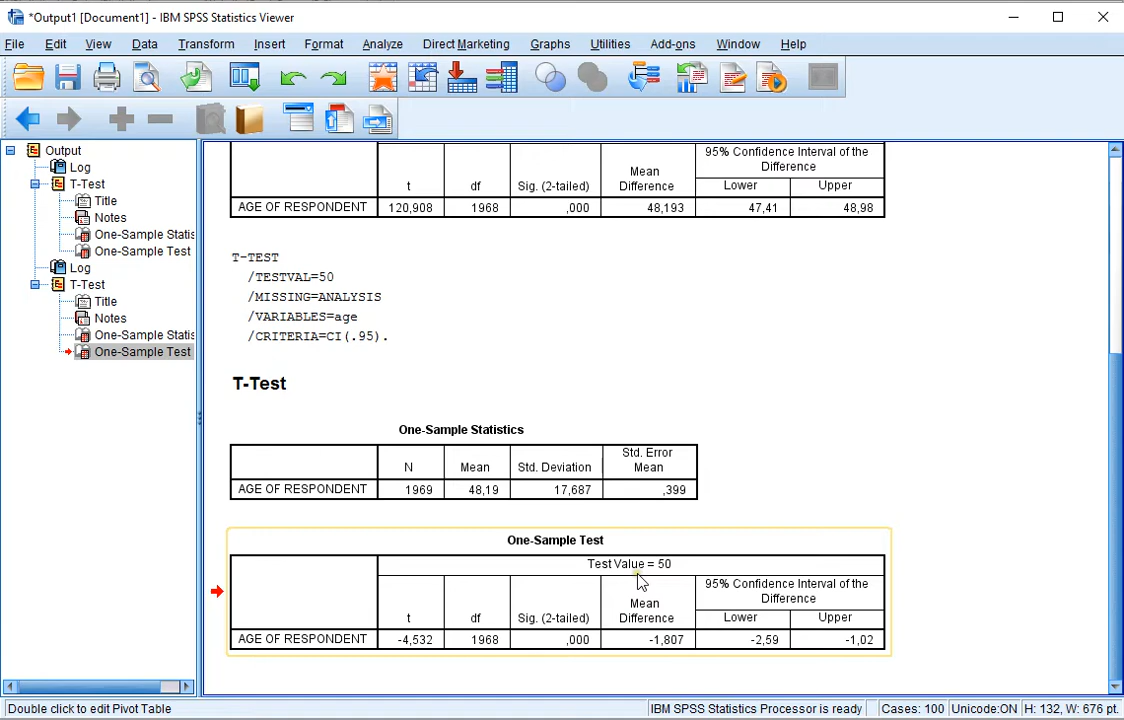 *Output1 [Document1] - IBM SPSS Statistics Viewer
File Edit View Data Transform Insert Format Analyze Direct Marketing Graphs Utilities Add-ons Window Help
Output
Log
T-Test
Title
Notes
One-Sample Statis
One-Sample Test
Log
T-Test
Title
Notes
One-Sample Statis
One-Sample Test
95% Confidence Interval of the
Difference
t df Sig. (2-tailed) Mean Difference Lower Upper
AGE OF RESPONDENT 120,908 1968 ,000 48,193 47,41 48,98
T-TEST
/TESTVAL=50
/MISSING=ANALYSIS
/VARIABLES=age
/CRITERIA=CI(.95).
T-Test
One-Sample Statistics
N Mean Std. Deviation Std. Error Mean
AGE OF RESPONDENT 1969 48,19 17,687 ,399
One-Sample Test
Test Value = 50
95% Confidence Interval of the
Difference
t df Sig. (2-tailed) Mean Difference Lower Upper
AGE OF RESPONDENT -4,532 1968 ,000 -1,807 -2,59 -1,02
Double click to edit Pivot Table IBM SPSS Statistics Processor is ready Cases: 100 Unicode:ON H: 132, W: 676 pt.